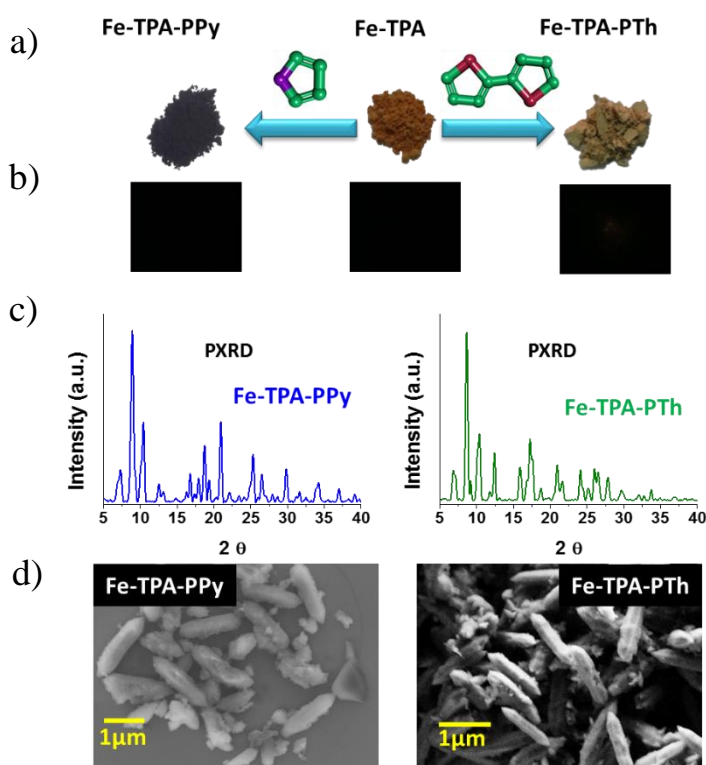 a)
Fe-TPA-PPy Fe-TPA Fe-TPA-PTh
b)
c)
Intensity (a.u.)
PXRD
Fe-TPA-PPy
5 10 15 20 25 30 35 40
2 θ
Intensity (a.u.)
PXRD
Fe-TPA-PTh
5 10 15 20 25 30 35 40
2 θ
d)
Fe-TPA-PPy
1μm
Fe-TPA-PTh
1μm